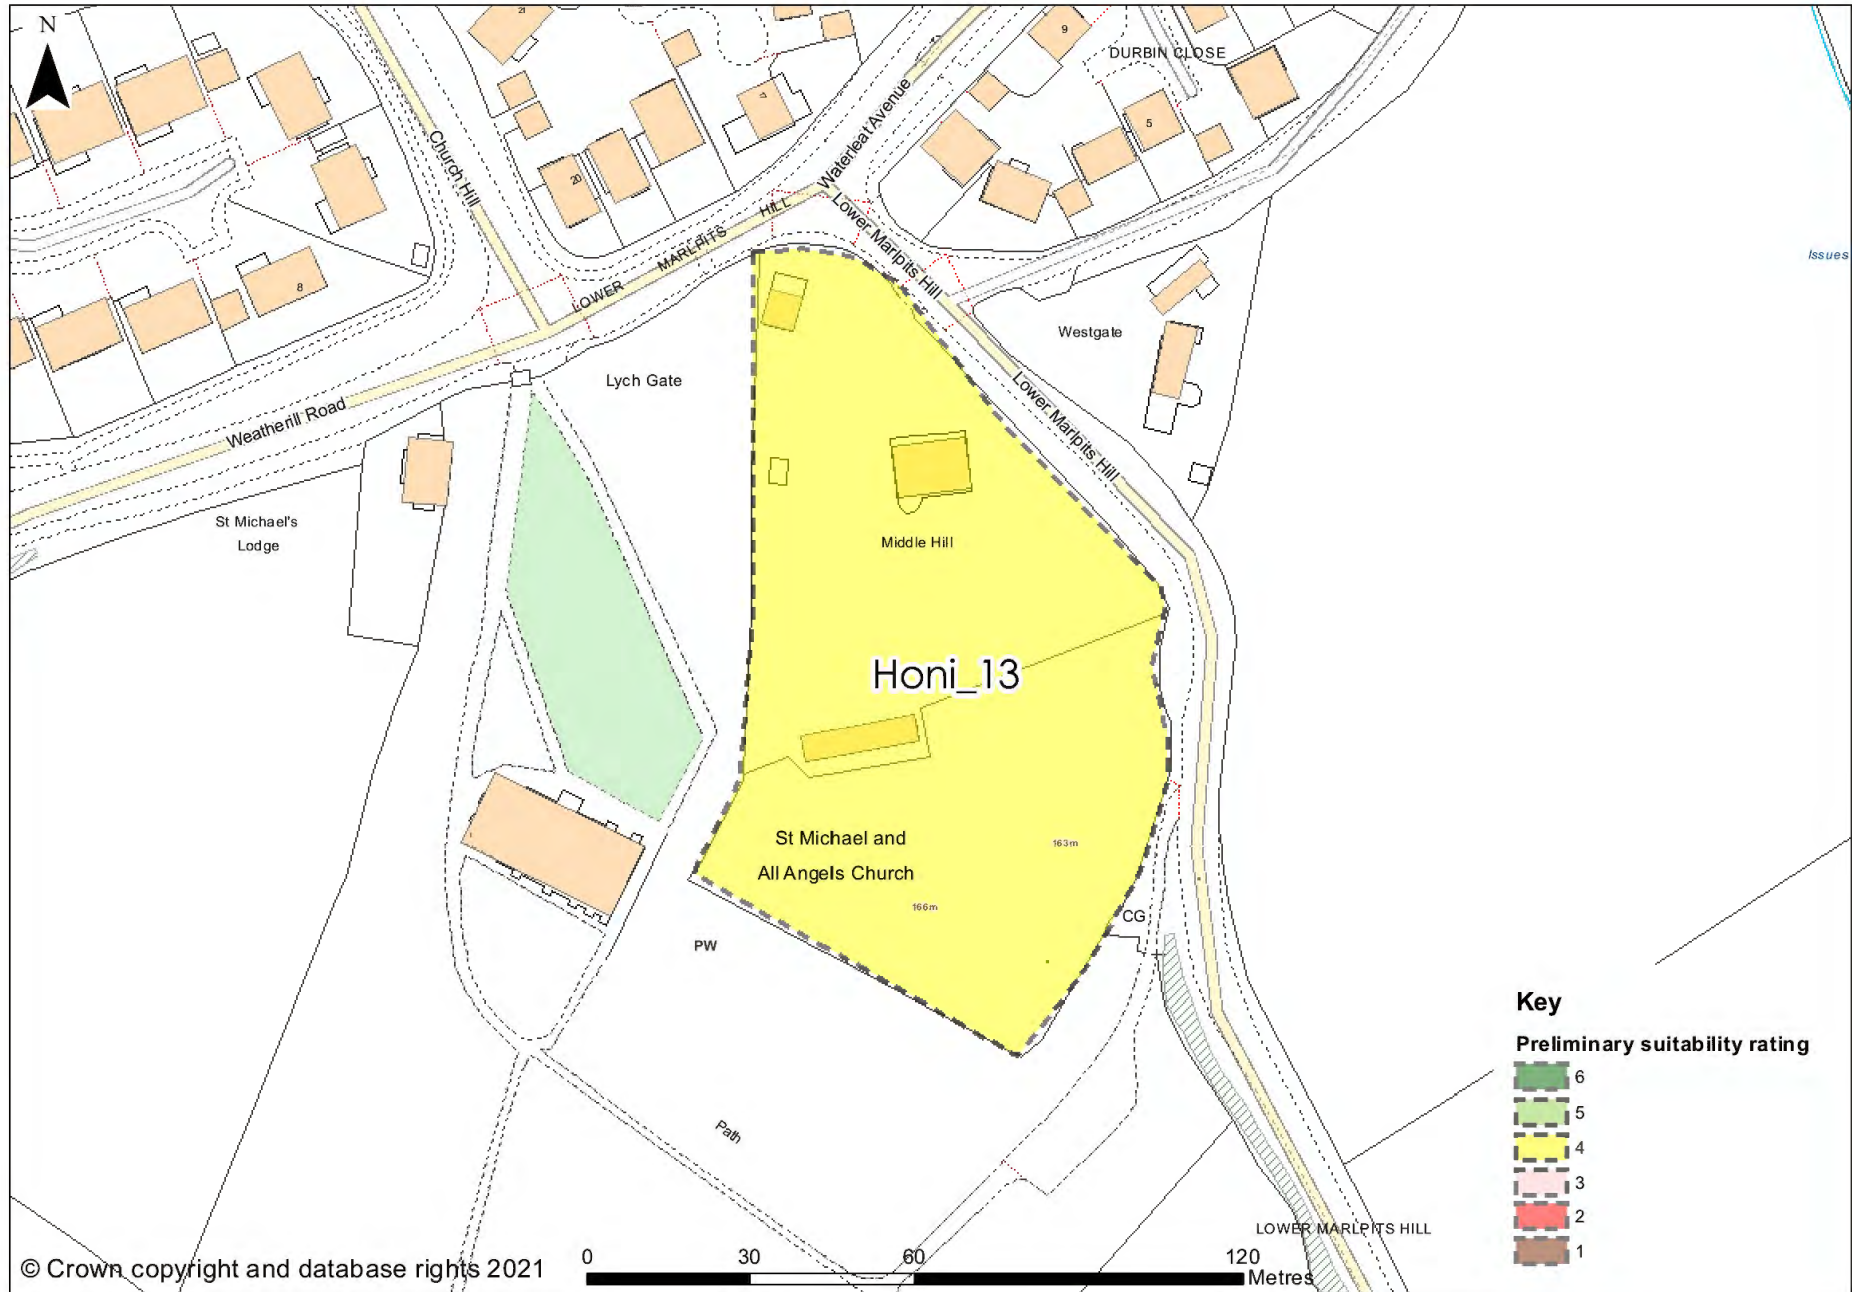 N
21
9
DURBIN CLOSE
17
5
Church Hill
Waterleat Avenue
20
HILL
Lower Marlpits Hill
MARLPITS
Issues
8
LOWER
Westgate
Lych Gate
Lower Marlpits Hill
Weatherill Road
St Michael's
Lodge
Middle Hill
Honi_13
St Michael and
All Angels Church
163m
166m
CG
PW
Path
Key
Preliminary suitability rating
6
5
4
3
2
1
LOWER MARLPITS HILL
0 30 60 120
Metres
© Crown copyright and database rights 2021